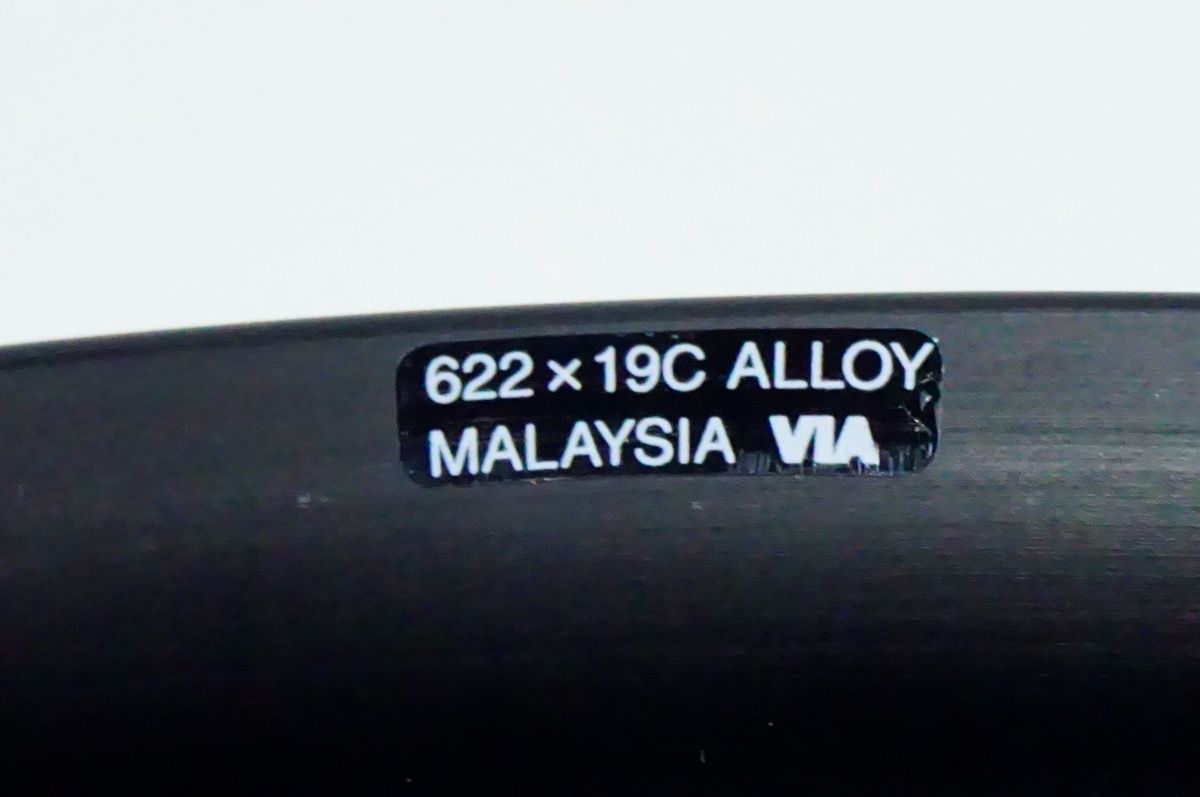 622 × 19C ALLOY
MALAYSIA VIA